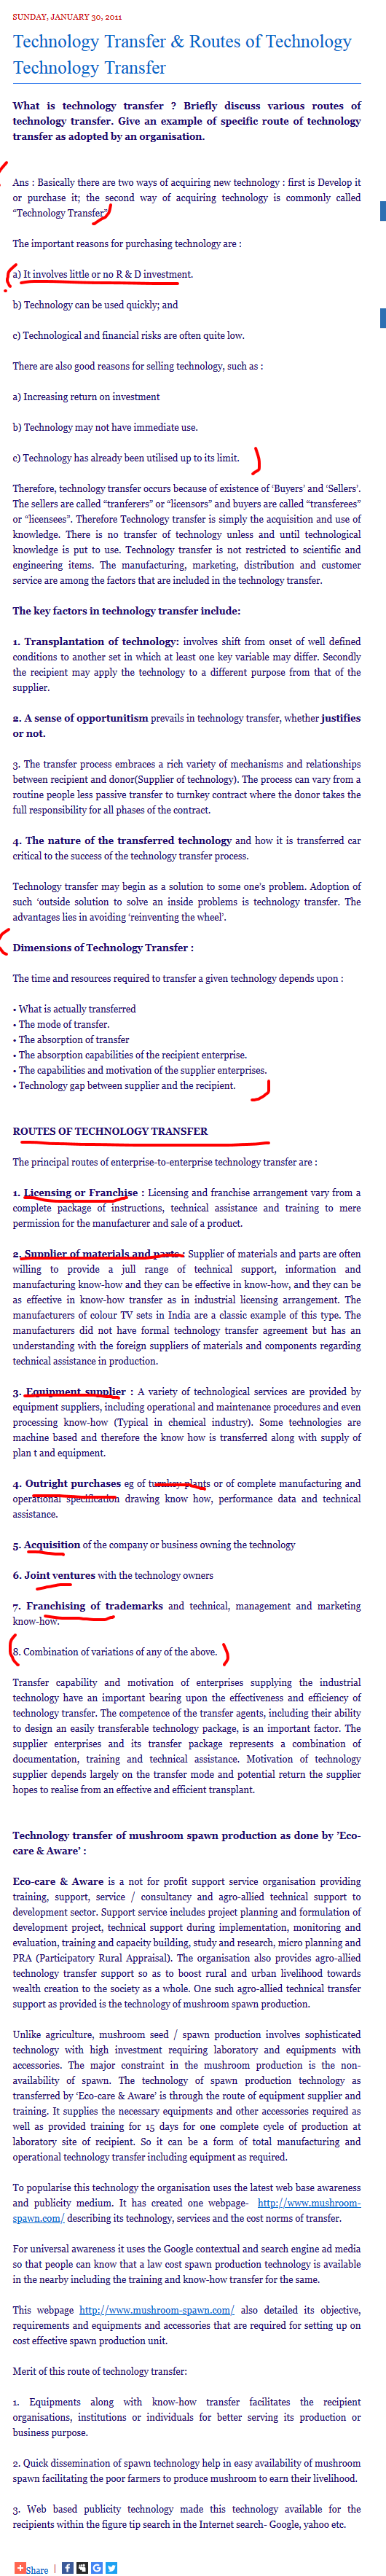 SUNDAY, JANUARY 30, 2011
Technology Transfer & Routes of Technology
Technology Transfer
What is technology transfer ? Briefly discuss various routes of
technology transfer. Give an example of specific route of technology
transfer as adopted by an organisation.
Ans : Basically there are two ways of acquiring new technology : first is Develop it
or purchase it; the second way of acquiring technology is commonly called
“Technology Transfer”
The important reasons for purchasing technology are :
a) It involves little or no R & D investment.
b) Technology can be used quickly; and
c) Technological and financial risks are often quite low.
There are also good reasons for selling technology, such as :
a) Increasing return on investment
b) Technology may not have immediate use.
c) Technology has already been utilised up to its limit.
Therefore, technology transfer occurs because of existence of ‘Buyers’ and ‘Sellers’.
The sellers are called “tranferers” or “licensors” and buyers are called “transferees”
or “licensees”. Therefore Technology transfer is simply the acquisition and use of
knowledge. There is no transfer of technology unless and until technological
knowledge is put to use. Technology transfer is not restricted to scientific and
engineering items. The manufacturing, marketing, distribution and customer
service are among the factors that are included in the technology transfer.
The key factors in technology transfer include:
1. Transplantation of technology: involves shift from onset of well defined
conditions to another set in which at least one key variable may differ. Secondly
the recipient may apply the technology to a different purpose from that of the
supplier.
2. A sense of opportunitism prevails in technology transfer, whether justifies
or not.
3. The transfer process embraces a rich variety of mechanisms and relationships
between recipient and donor(Supplier of technology). The process can vary from a
routine people less passive transfer to turnkey contract where the donor takes the
full responsibility for all phases of the contract.
4. The nature of the transferred technology and how it is transferred car
critical to the success of the technology transfer process.
Technology transfer may begin as a solution to some one’s problem. Adoption of
such ‘outside solution to solve an inside problems is technology transfer. The
advantages lies in avoiding ‘reinventing the wheel’.
Dimensions of Technology Transfer :
The time and resources required to transfer a given technology depends upon :
• What is actually transferred
• The mode of transfer.
• The absorption of transfer
• The absorption capabilities of the recipient enterprise.
• The capabilities and motivation of the supplier enterprises.
• Technology gap between supplier and the recipient.
ROUTES OF TECHNOLOGY TRANSFER
The principal routes of enterprise-to-enterprise technology transfer are :
1. Licensing or Franchise : Licensing and franchise arrangement vary from a
complete package of instructions, technical assistance and training to mere
permission for the manufacturer and sale of a product.
2. Supplier of materials and parts : Supplier of materials and parts are often
willing to provide a jull range of technical support, information and
manufacturing know-how and they can be effective in know-how, and they can be
as effective in know-how transfer as in industrial licensing arrangement. The
manufacturers of colour TV sets in India are a classic example of this type. The
manufacturers did not have formal technology transfer agreement but has an
understanding with the foreign suppliers of materials and components regarding
technical assistance in production.
3. Equipment supplier : A variety of technological services are provided by
equipment suppliers, including operational and maintenance procedures and even
processing know-how (Typical in chemical industry). Some technologies are
machine based and therefore the know how is transferred along with supply of
plan t and equipment.
4. Outright purchases eg of turnkey plants or of complete manufacturing and
operational specification drawing know how, performance data and technical
assistance.
5. Acquisition of the company or business owning the technology
6. Joint ventures with the technology owners
7. Franchising of trademarks and technical, management and marketing
know-how.
8. Combination of variations of any of the above.
Transfer capability and motivation of enterprises supplying the industrial
technology have an important bearing upon the effectiveness and efficiency of
technology transfer. The competence of the transfer agents, including their ability
to design an easily transferable technology package, is an important factor. The
supplier enterprises and its transfer package represents a combination of
documentation, training and technical assistance. Motivation of technology
supplier depends largely on the transfer mode and potential return the supplier
hopes to realise from an effective and efficient transplant.
Technology transfer of mushroom spawn production as done by ’Eco-
care & Aware’ :
Eco-care & Aware is a not for profit support service organisation providing
training, support, service / consultancy and agro-allied technical support to
development sector. Support service includes project planning and formulation of
development project, technical support during implementation, monitoring and
evaluation, training and capacity building, study and research, micro planning and
PRA (Participatory Rural Appraisal). The organisation also provides agro-allied
technology transfer support so as to boost rural and urban livelihood towards
wealth creation to the society as a whole. One such agro-allied technical transfer
support as provided is the technology of mushroom spawn production.
Unlike agriculture, mushroom seed / spawn production involves sophisticated
technology with high investment requiring laboratory and equipments with
accessories. The major constraint in the mushroom production is the non-
availability of spawn. The technology of spawn production technology as
transferred by ‘Eco-care & Aware’ is through the route of equipment supplier and
training. It supplies the necessary equipments and other accessories required as
well as provided training for 15 days for one complete cycle of production at
laboratory site of recipient. So it can be a form of total manufacturing and
operational technology transfer including equipment as required.
To popularise this technology the organisation uses the latest web base awareness
and publicity medium. It has created one webpage- http://www.mushroom-
spawn.com/ describing its technology, services and the cost norms of transfer.
For universal awareness it uses the Google contextual and search engine ad media
so that people can know that a law cost spawn production technology is available
in the nearby including the training and know-how transfer for the same.
This webpage http://www.mushroom-spawn.com/ also detailed its objective,
requirements and equipments and accessories that are required for setting up on
cost effective spawn production unit.
Merit of this route of technology transfer:
1. Equipments along with know-how transfer facilitates the recipient
organisations, institutions or individuals for better serving its production or
business purpose.
2. Quick dissemination of spawn technology help in easy availability of mushroom
spawn facilitating the poor farmers to produce mushroom to earn their livelihood.
3. Web based publicity technology made this technology available for the
recipients within the figure tip search in the Internet search- Google, yahoo etc.
Share |